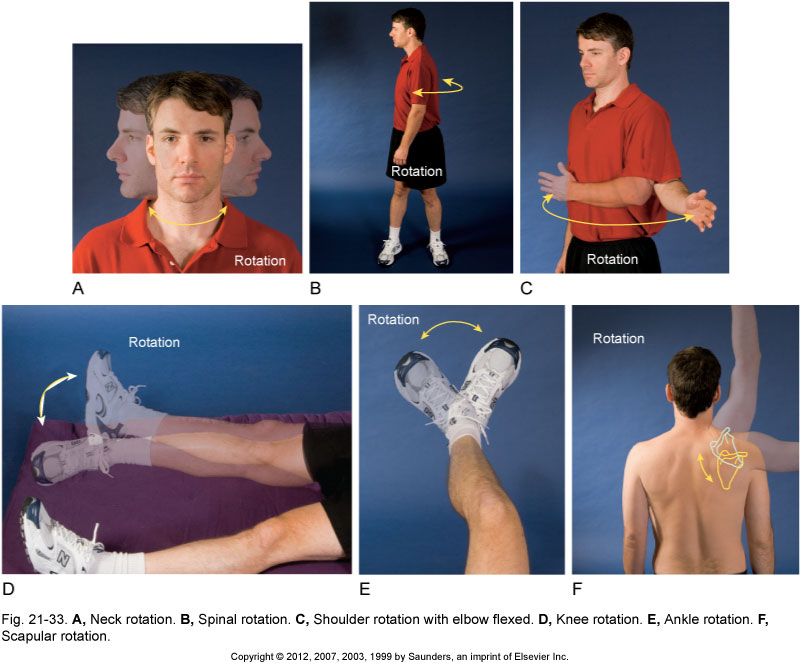 Rotation
A
Rotation
B
Rotation
C
Rotation
D
Rotation
E
Rotation
F
Fig. 21-33. A, Neck rotation. B, Spinal rotation. C, Shoulder rotation with elbow flexed. D, Knee rotation. E, Ankle rotation. F,
Scapular rotation.
Copyright © 2012, 2007, 2003, 1999 by Saunders, an imprint of Elsevier Inc.